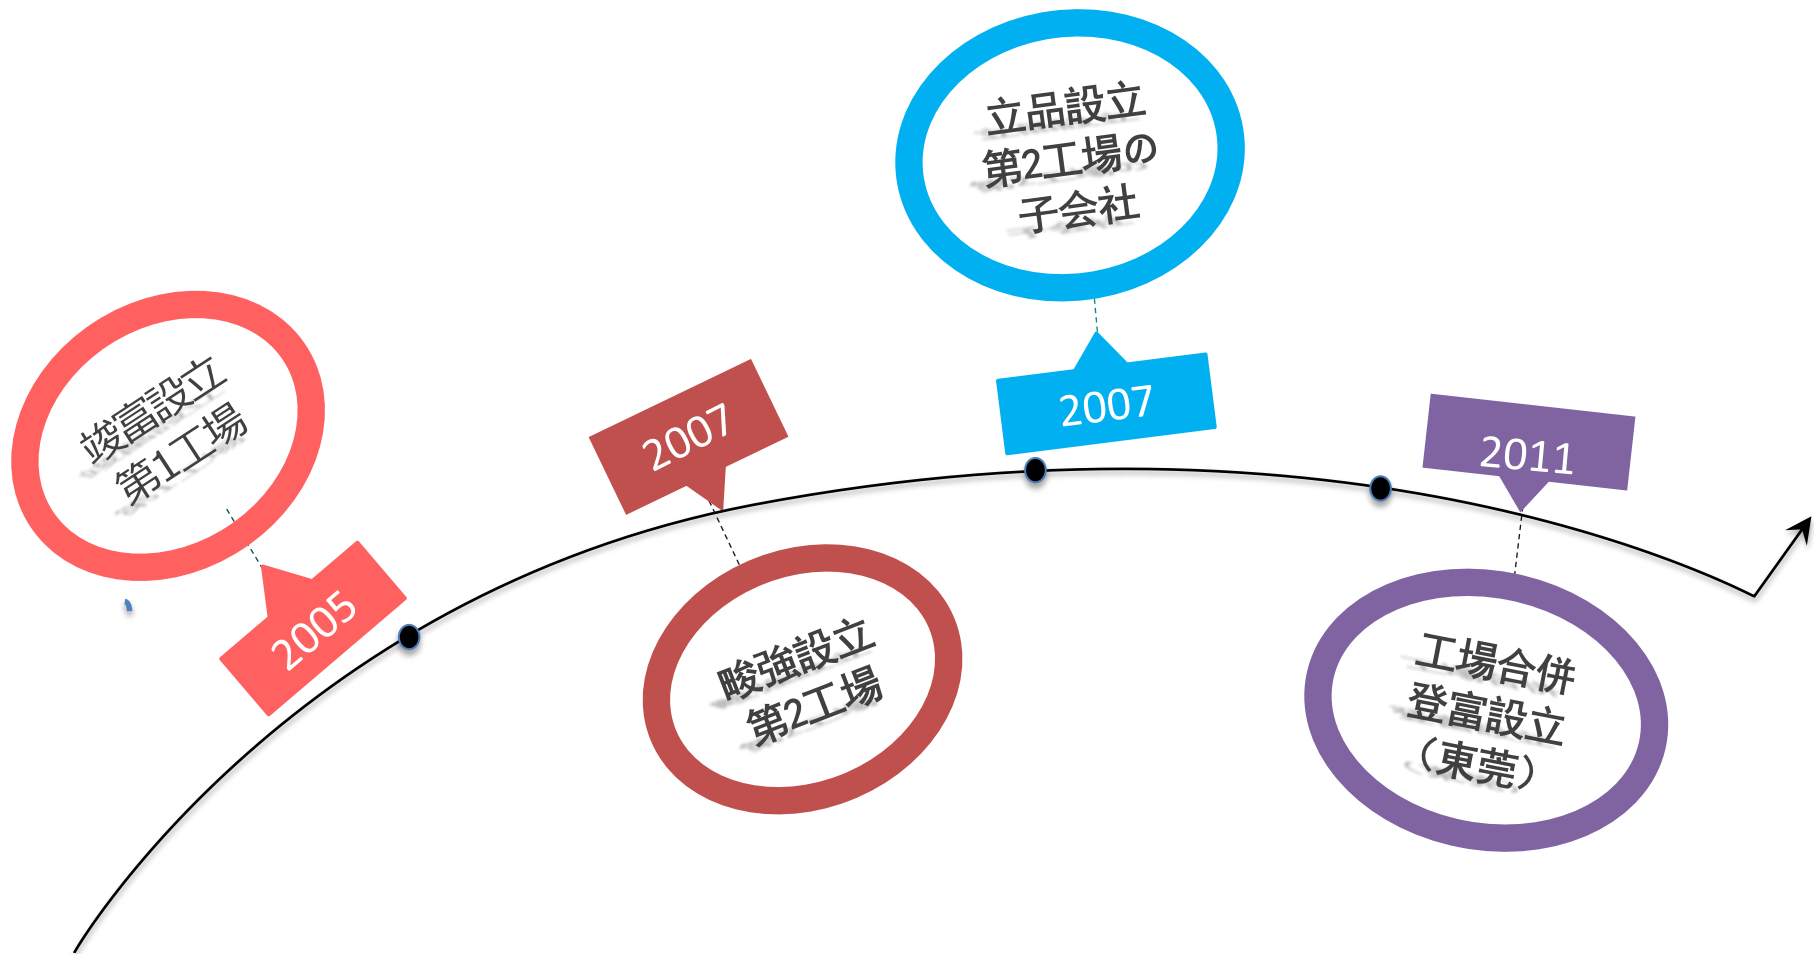 竣富設立
第1工場
2005
2007
畯強設立
第2工場
立品設立
第2工場の
子会社
2007
2011
工場合併
登富設立
（東莞）